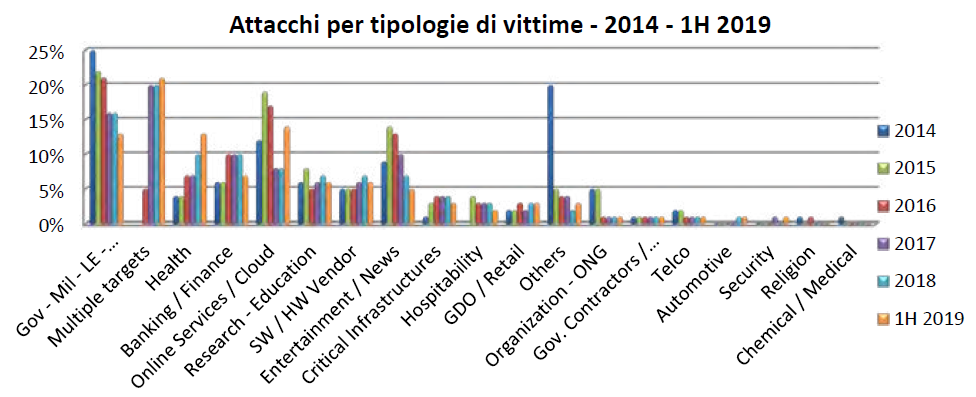 Attacchi per tipologie di vittime - 2014 - 1H 2019
25%
20%
15%
10%
5%
0%
Gov - Mil - LE - ...
Multiple targets
Health
Banking / Finance
Online Services / Cloud
Research - Education
SW / HW Vendor
Entertainment / News
Critical Infrastructures
Hospitability
GDO / Retail
Others
Organization - ONG
Gov. Contractors / ...
Telco
Automotive
Security
Religion
Chemical / Medical
2014
2015
2016
2017
2018
1H 2019